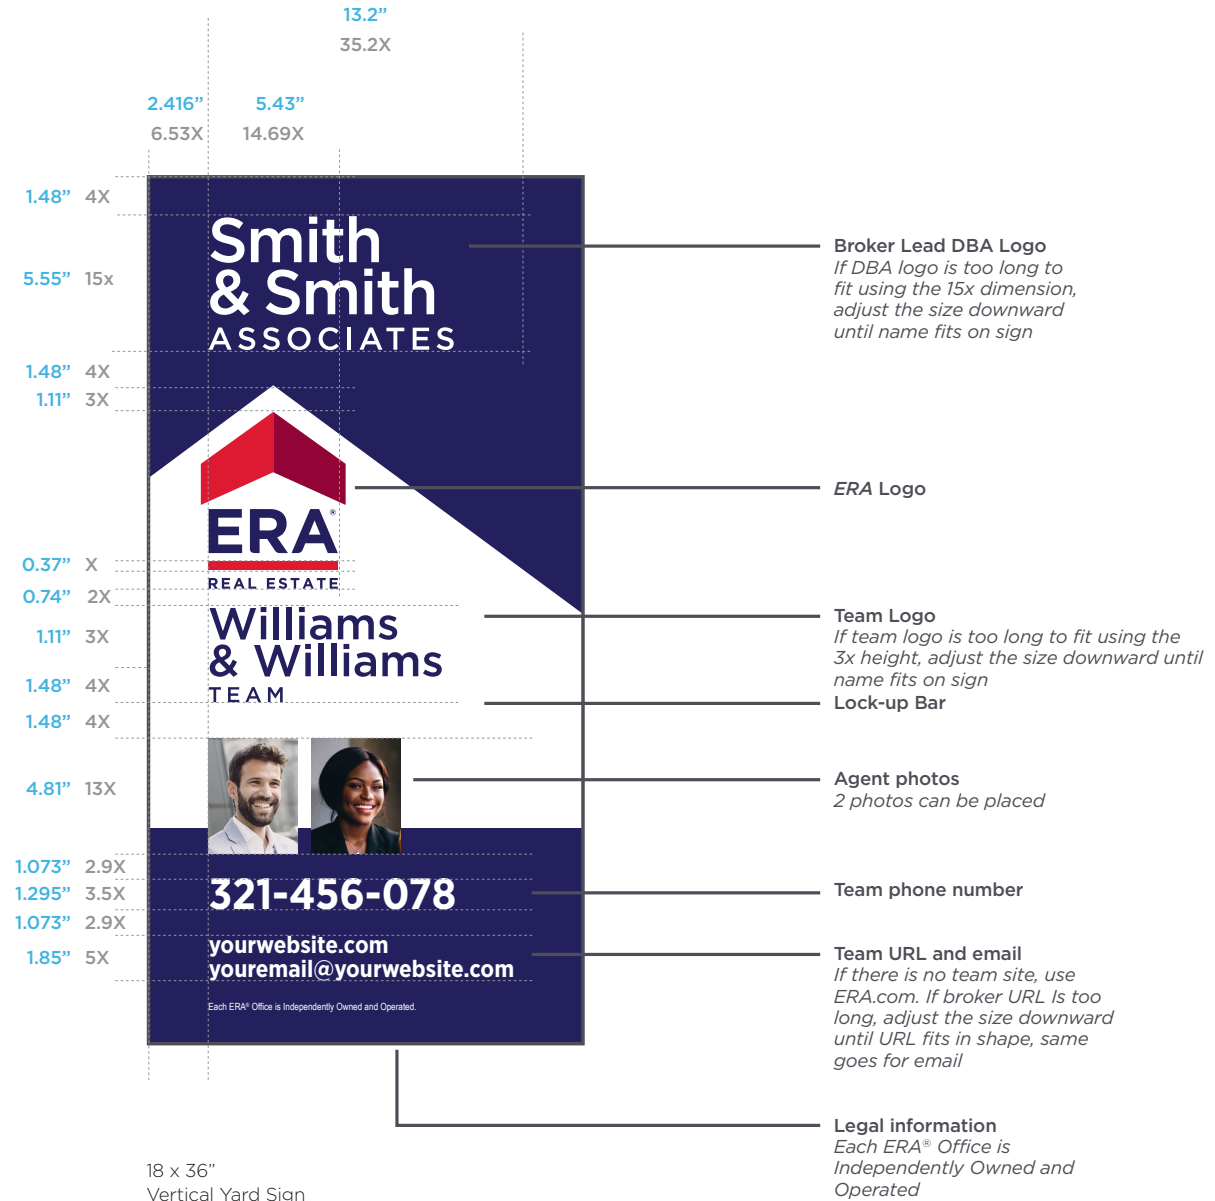 13.2”
35.2X
2.416” 5.43”
6.53X 14.69X
1.48” 4X
5.55” 15x
1.48” 4X
1.11” 3X
0.37” X
0.74” 2X
1.11” 3X
1.48” 4X
1.48” 4X
4.81” 13X
1.073” 2.9X
1.295” 3.5X
1.073” 2.9X
1.85” 5X
Smith
& Smith
ASSOCIATES
ERA®
REAL ESTATE
Williams
& Williams
TEAM
321-456-078
yourwebsite.com
youremail@yourwebsite.com
Each ERA® Office is Independently Owned and Operated.
Broker Lead DBA Logo
If DBA logo is too long to
fit using the 15x dimension,
adjust the size downward
until name fits on sign
ERA Logo
Team Logo
If team logo is too long to fit using the
3x height, adjust the size downward until
name fits on sign
Lock-up Bar
Agent photos
2 photos can be placed
Team phone number
Team URL and email
If there is no team site, use
ERA.com. If broker URL Is too
long, adjust the size downward
until URL fits in shape, same
goes for email
Legal information
Each ERA® Office is
Independently Owned and
Operated
18 x 36”
Vertical Yard Sign